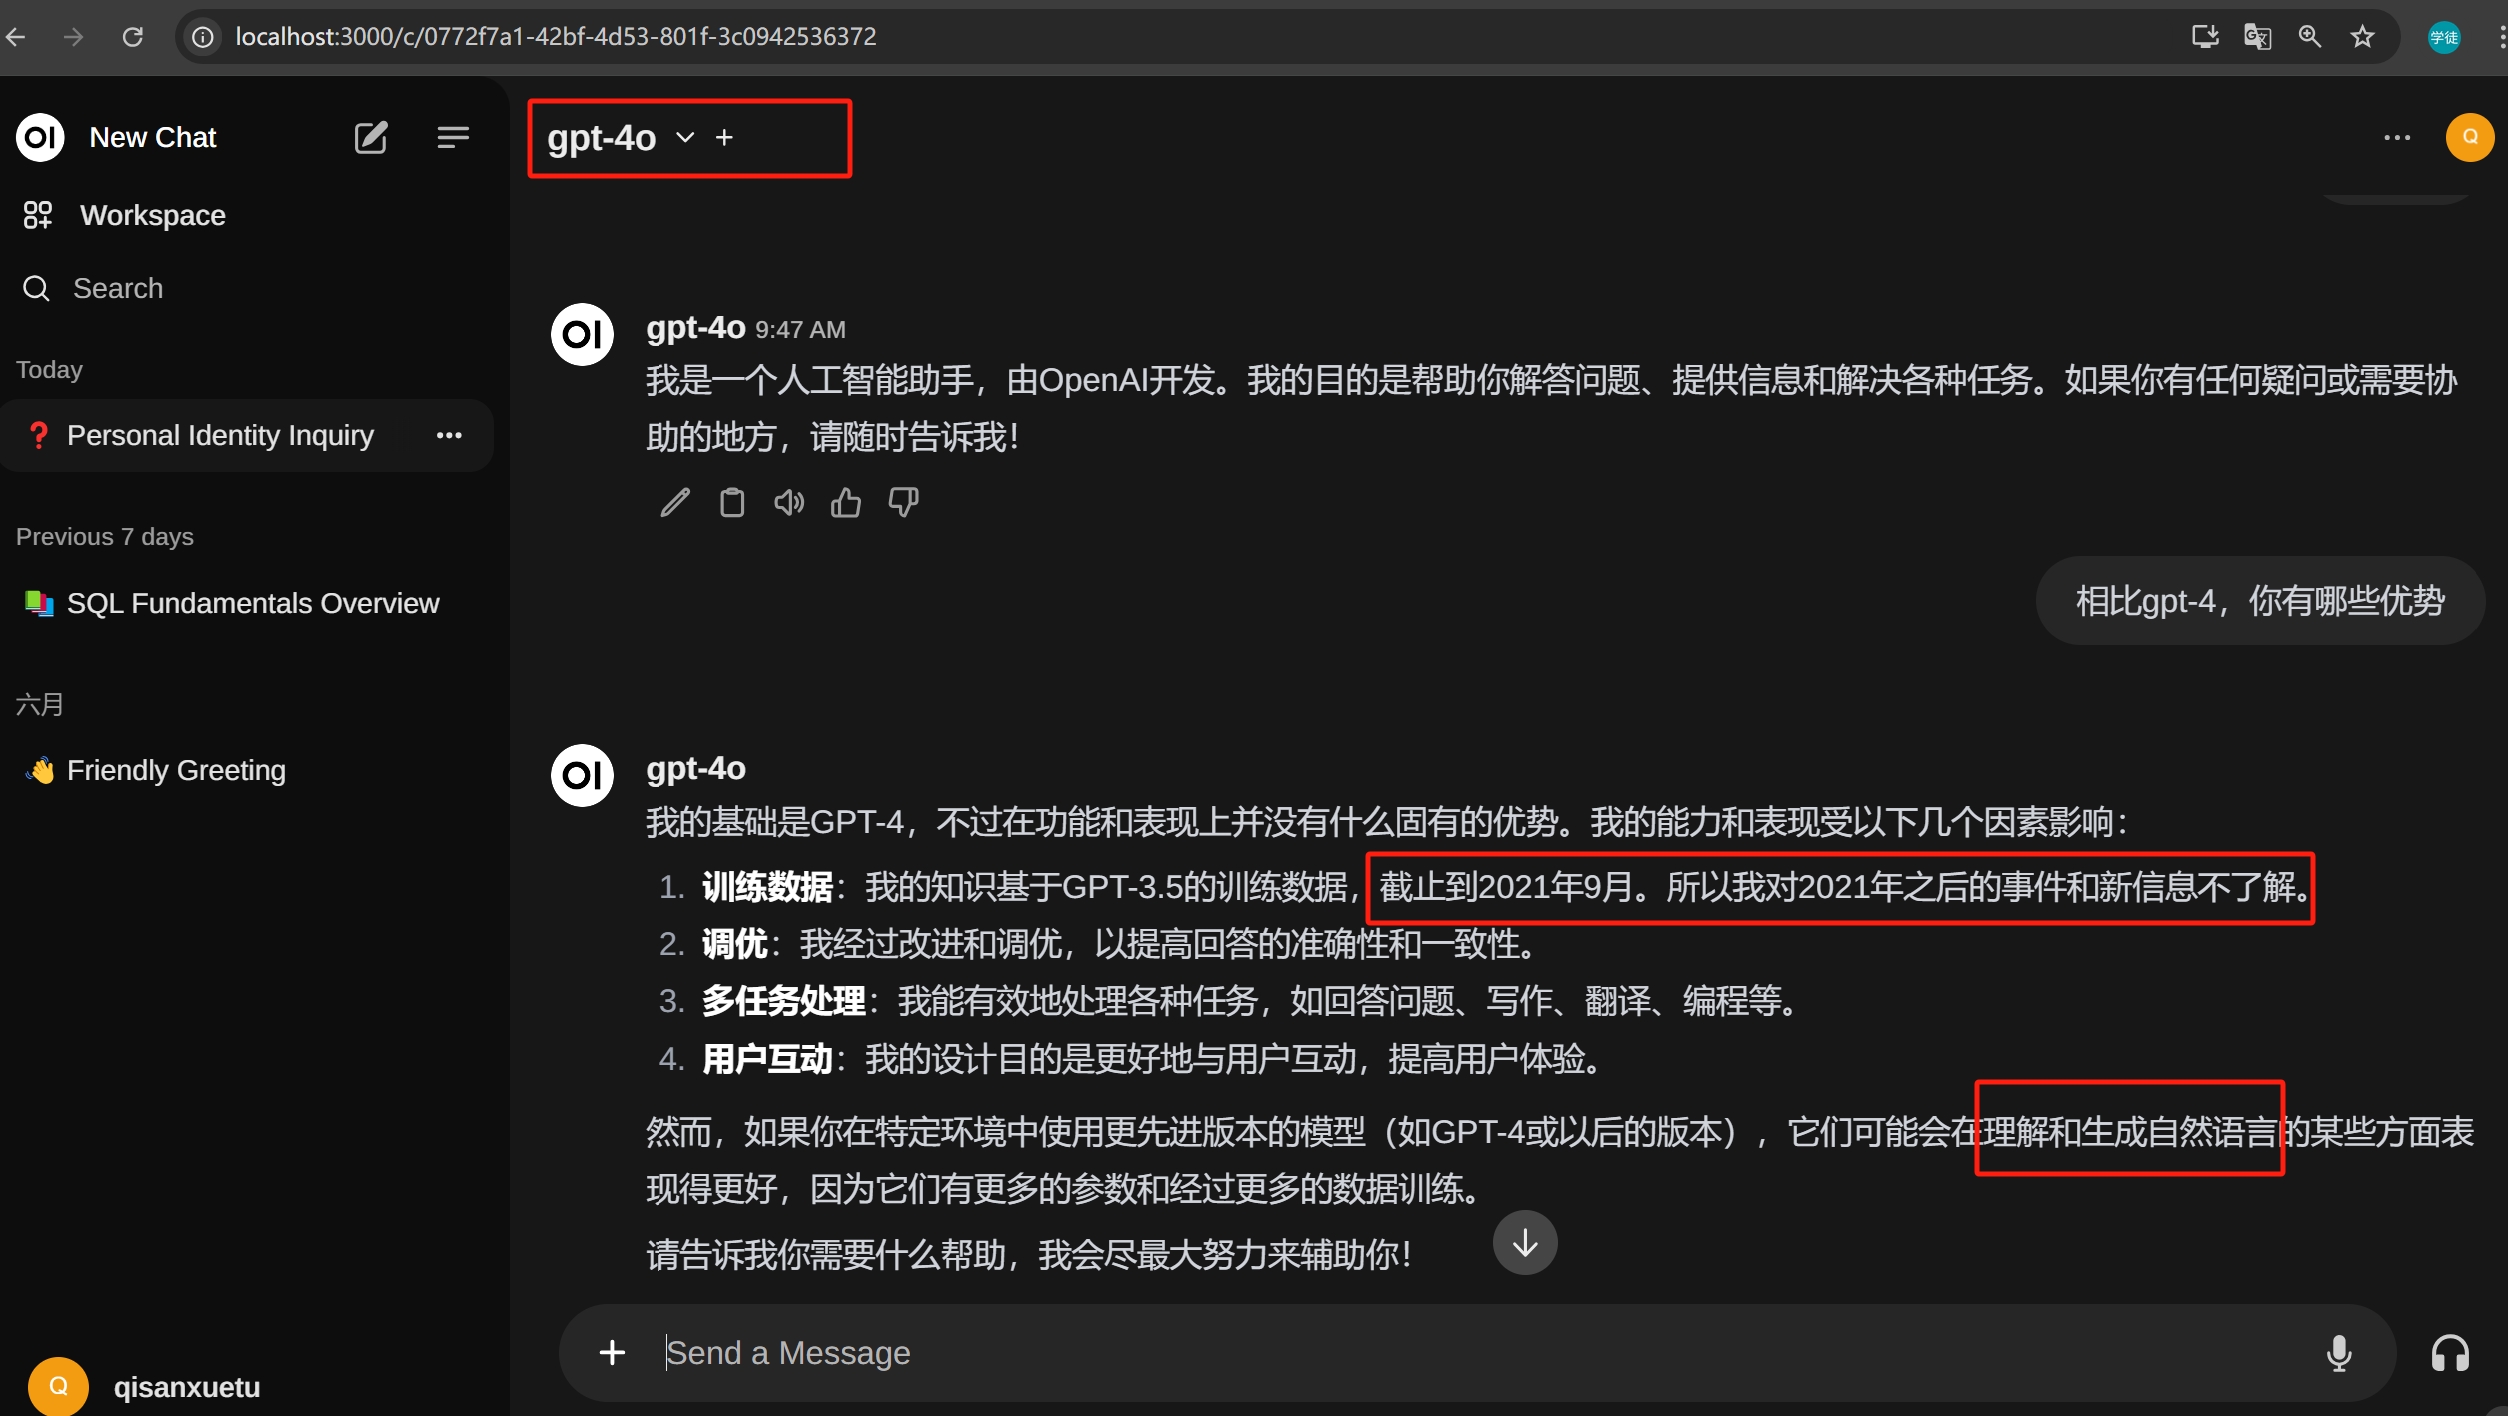 localhost:3000/c/0772f7a1-42bf-4d53-801f-3c0942536372
学徒
OI New Chat
Workspace
Search
Today
Personal Identity Inquiry
Previous 7 days
SQL Fundamentals Overview
六月
Friendly Greeting
Q qisanxuetu
gpt-4o
Q
OI gpt-4o 9:47 AM
我是一个人工智能助手，由OpenAI开发。我的目的是帮助你解答问题、提供信息和解决各种任务。如果你有任何疑问或需要协
助的地方，请随时告诉我！
相比gpt-4，你有哪些优势
OI gpt-4o
我的基础是GPT-4，不过在功能和表现上并没有什么固有的优势。我的能力和表现受以下几个因素影响：
1. 训练数据：我的知识基于GPT-3.5的训练数据，截止到2021年9月。所以我对2021年之后的事件和新信息不了解。
2. 调优：我经过改进和调优，以提高回答的准确性和一致性。
3. 多任务处理：我能有效地处理各种任务，如回答问题、写作、翻译、编程等。
4. 用户互动：我的设计目的是更好地与用户互动，提高用户体验。
然而，如果你在特定环境中使用更先进版本的模型（如GPT-4或以后的版本），它们可能会在理解和生成自然语言的某些方面表
现得更好，因为它们有更多的参数和经过更多的数据训练。
请告诉我你需要什么帮助，我会尽最大努力来辅助你！
Send a Message